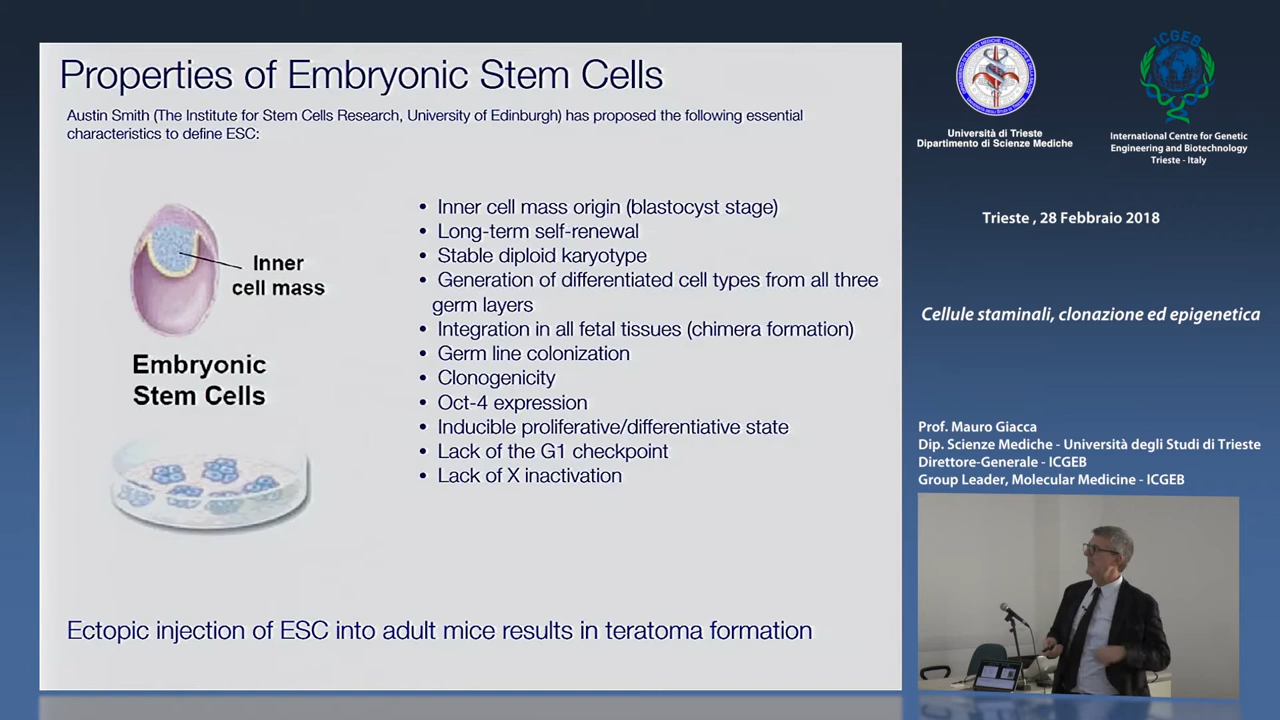 Properties of Embryonic Stem Cells
Austin Smith (The Institute for Stem Cells Research, University of Edinburgh) has proposed the following essential
characteristics to define ESC:
Inner
cell mass
Embryonic
Stem Cells
• Inner cell mass origin (blastocyst stage)
• Long-term self-renewal
• Stable diploid karyotype
• Generation of differentiated cell types from all three
germ layers
• Integration in all fetal tissues (chimera formation)
• Germ line colonization
• Clonogenicity
• Oct-4 expression
• Inducible proliferative/differentiative state
• Lack of the G1 checkpoint
• Lack of X inactivation
Ectopic injection of ESC into adult mice results in teratoma formation
Università di Trieste
Dipartimento di Scienze Mediche
ICGEB
International Centre for Genetic
Engineering and Biotechnology
Trieste - Italy
Trieste , 28 Febbraio 2018
Cellule staminali, clonazione ed epigenetica
Prof. Mauro Giacca
Dip. Scienze Mediche - Università degli Studi di Trieste
Direttore-Generale - ICGEB
Group Leader, Molecular Medicine - ICGEB